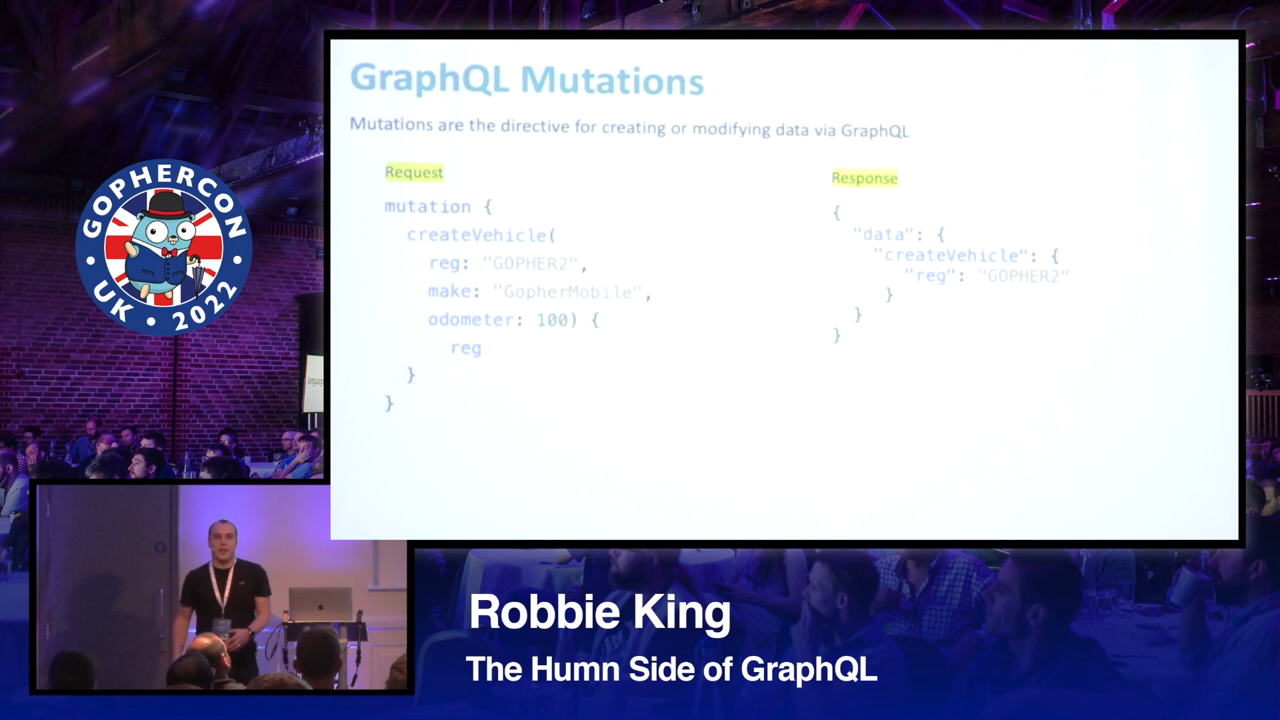 GraphQL Mutations
Mutations are the directive for creating or modifying data via GraphQL
Request
mutation {
createVehicle(
reg: "GOPHER2",
make: "GopherMobile",
odometer: 100) {
reg
}
}
Response
{
"data": {
"createVehicle": {
"reg": "GOPHER2"
}
}
}
GOPHERCON
UK • 2022
Robbie King
The Humn Side of GraphQL